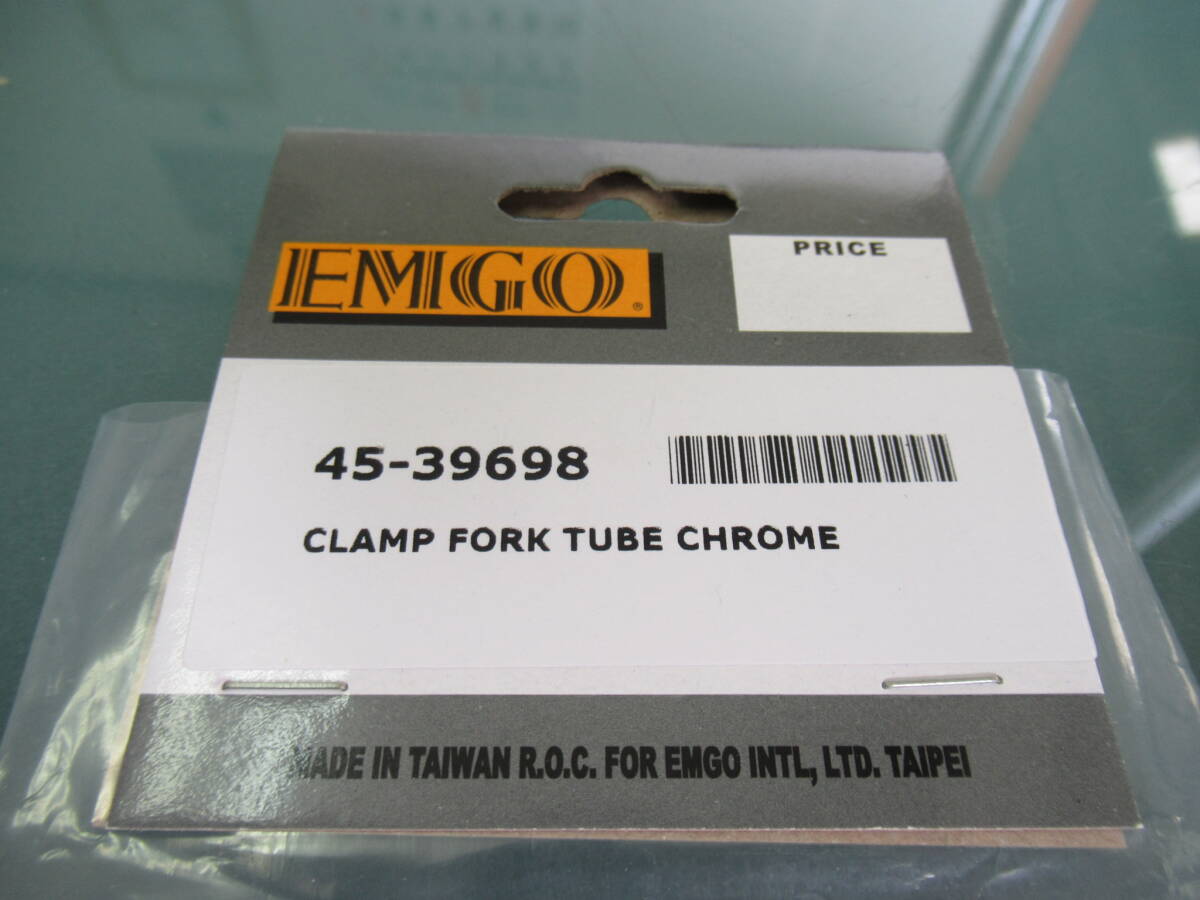 EMGO®
PRICE
45-39698
CLAMP FORK TUBE CHROME
MADE IN TAIWAN R.O.C. FOR EMGO INTL, LTD. TAIPEI